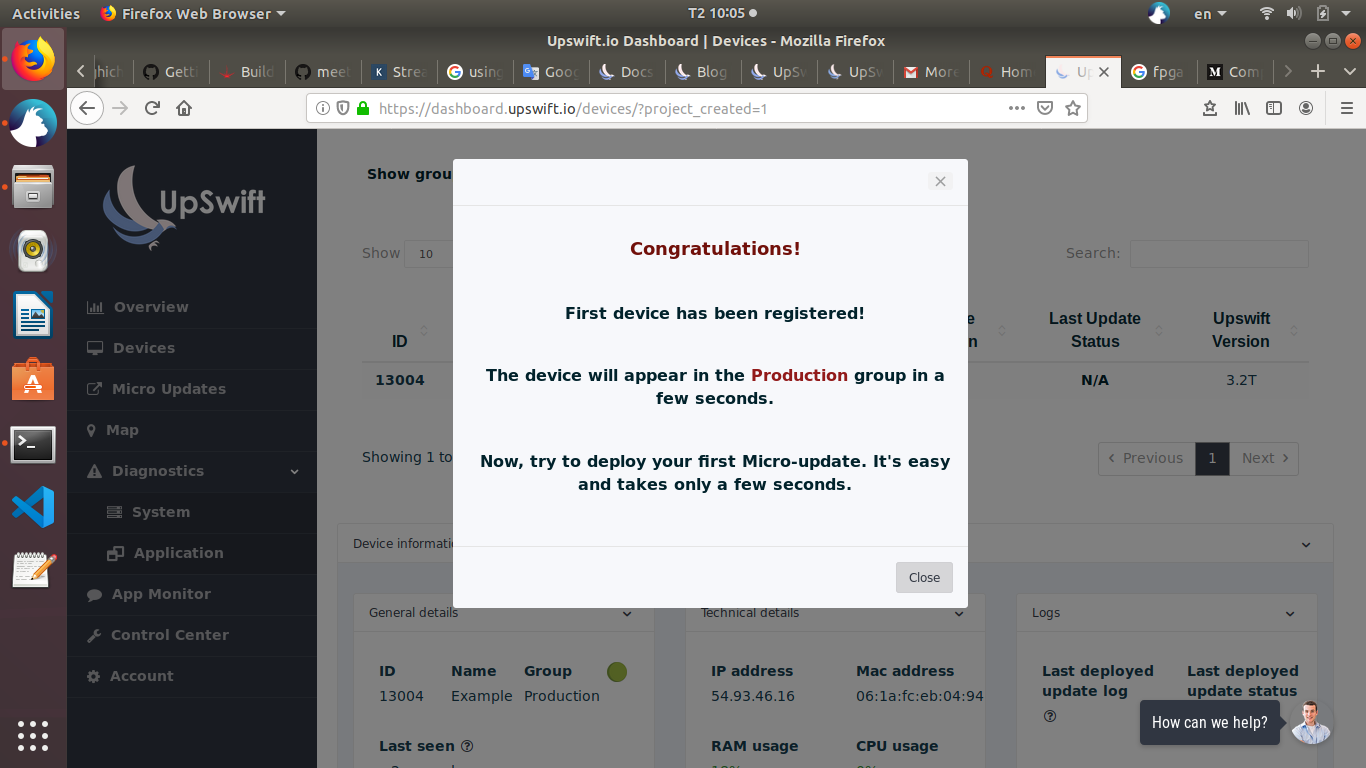 Activities
Firefox Web Browser
T2 10:05
en
Upswift.io Dashboard | Devices - Mozilla Firefox
Getti
Build
meet
Strea
using
Goog
Docs
Blog
UpSw
UpSw
More
Hom
Up
fpga
Com
https://dashboard.upswift.io/devices/?project_created=1
UpSwift
Overview
Devices
Micro Updates
Map
Diagnostics
System
Application
App Monitor
Control Center
Account
Show grou
Show 10
Search:
ID
Last Update Status
Upswift Version
13004
N/A
3.2T
Showing 1 to
Previous 1 Next
Congratulations!
First device has been registered!
The device will appear in the Production group in a
few seconds.
Now, try to deploy your first Micro-update. It's easy
and takes only a few seconds.
Close
Device informatio
General details
ID Name Group
13004 Example Production
Last seen
Technical details
IP address Mac address
54.93.46.16 06:1a:fc:eb:04:94
RAM usage CPU usage
Logs
Last deployed update log
Last deployed update status
How can we help?